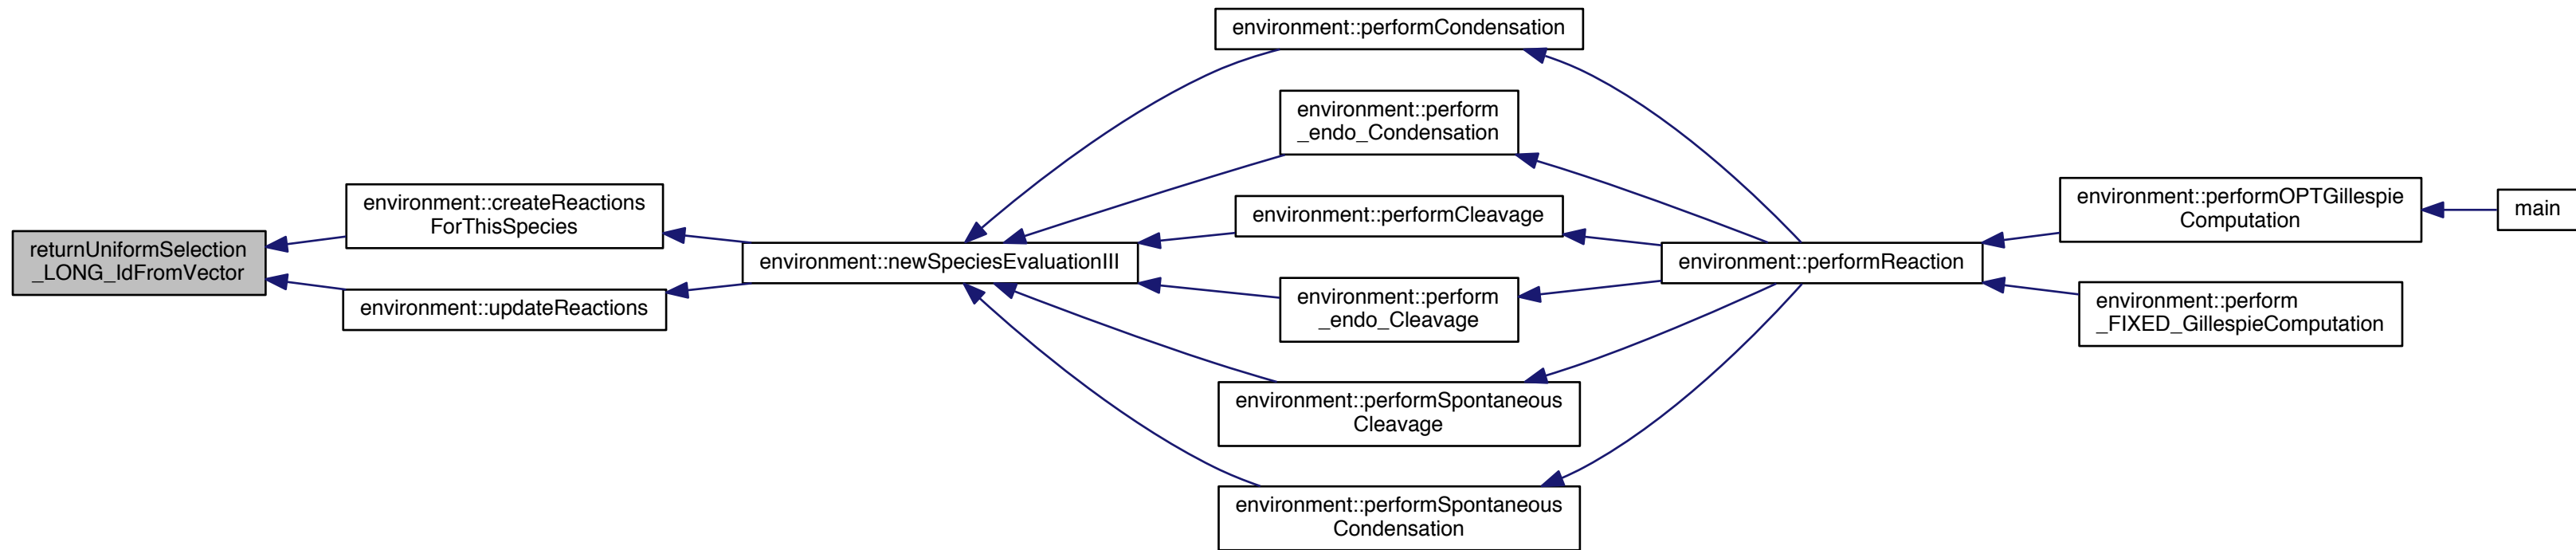 returnUniformSelection
_LONG_IdFromVector
environment::createReactions
ForThisSpecies
environment::updateReactions
environment::newSpeciesEvaluationIII
environment::performCondensation
environment::perform
_endo_Condensation
environment::performCleavage
environment::perform
_endo_Cleavage
environment::performSpontaneous
Cleavage
environment::performSpontaneous
Condensation
environment::performReaction
environment::performOPTGillespie
Computation
environment::perform
_FIXED_GillespieComputation
main